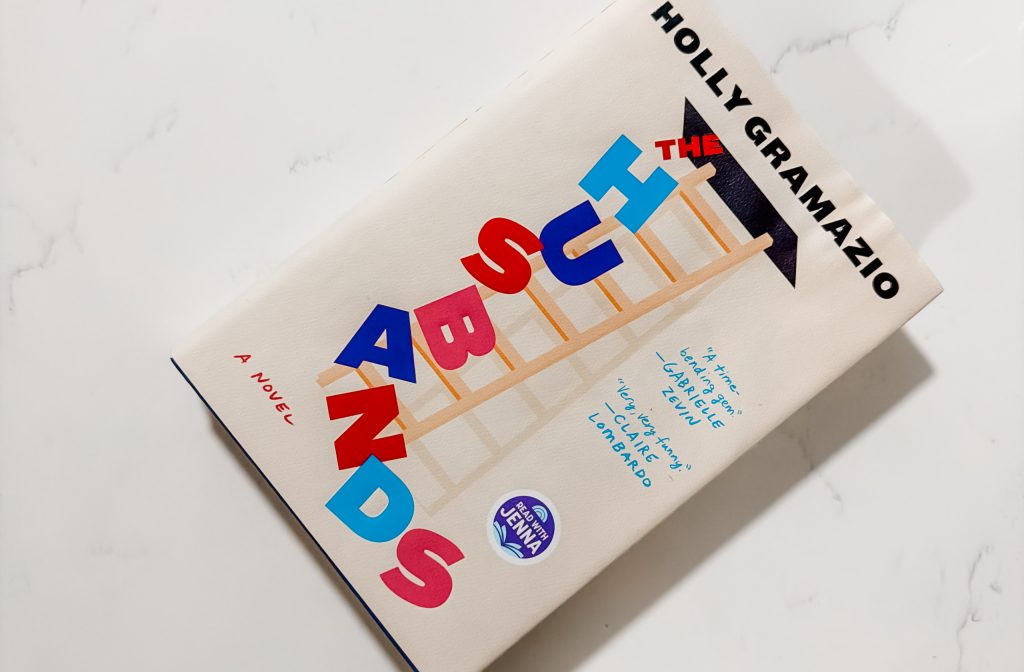 HOLLY GRAMAZIO
THE
HUSBANDS
A NOVEL
"A time-
bending gem."
—GABRIELLE
ZEVIN
"Very, very funny."
—CLAIRE
LOMBARDO
READ WITH
JENNA